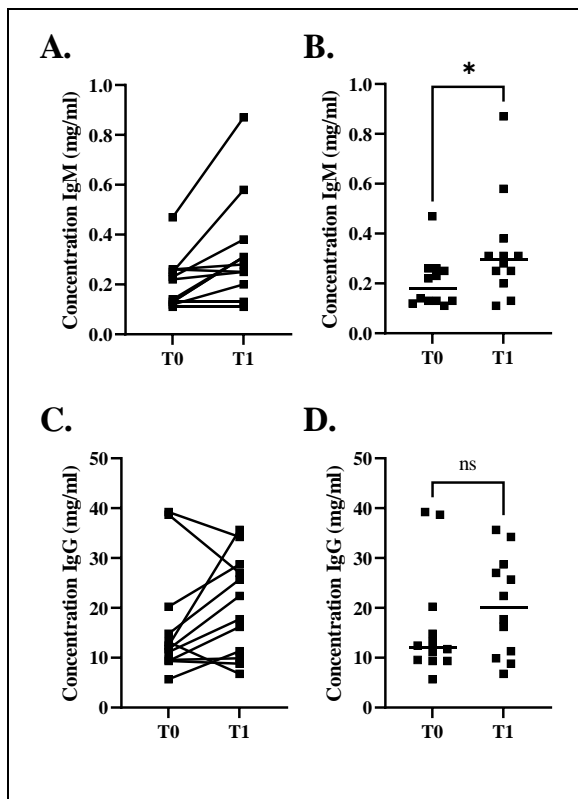 A.
Concentration IgM (mg/ml)
1.0
0.8
0.6
0.4
0.2
0.0
T0 T1
B.
*
Concentration IgM (mg/ml)
1.0
0.8
0.6
0.4
0.2
0.0
T0 T1
C.
Concentration IgG (mg/ml)
50
40
30
20
10
0
T0 T1
D.
ns
Concentration IgG (mg/ml)
50
40
30
20
10
0
T0 T1